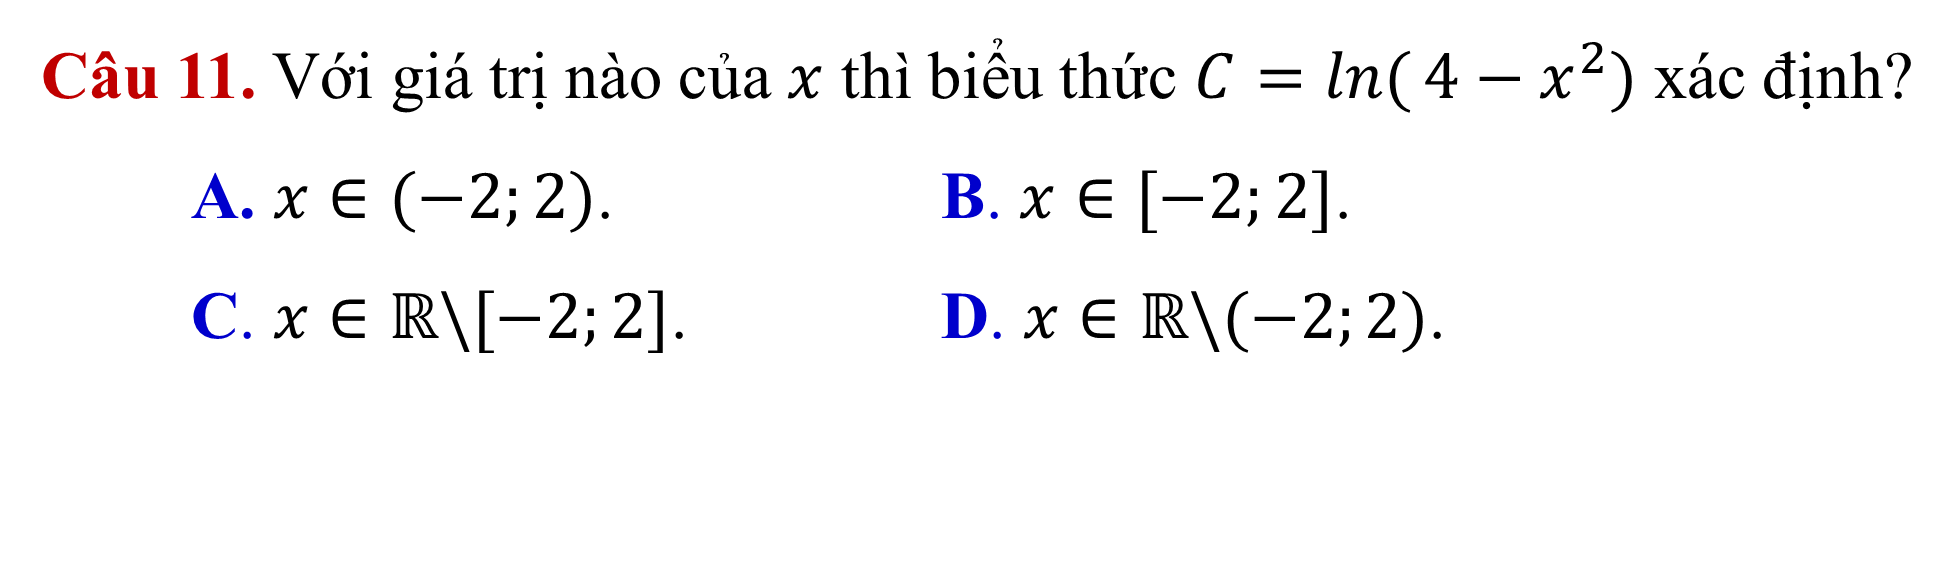 Câu 11. Với giá trị nào của x thì biểu thức C = ln( 4 − x²) xác định?
A. x ∈ (−2; 2). B. x ∈ [−2; 2].
C. x ∈ ℝ\[−2; 2]. D. x ∈ ℝ\(−2; 2).